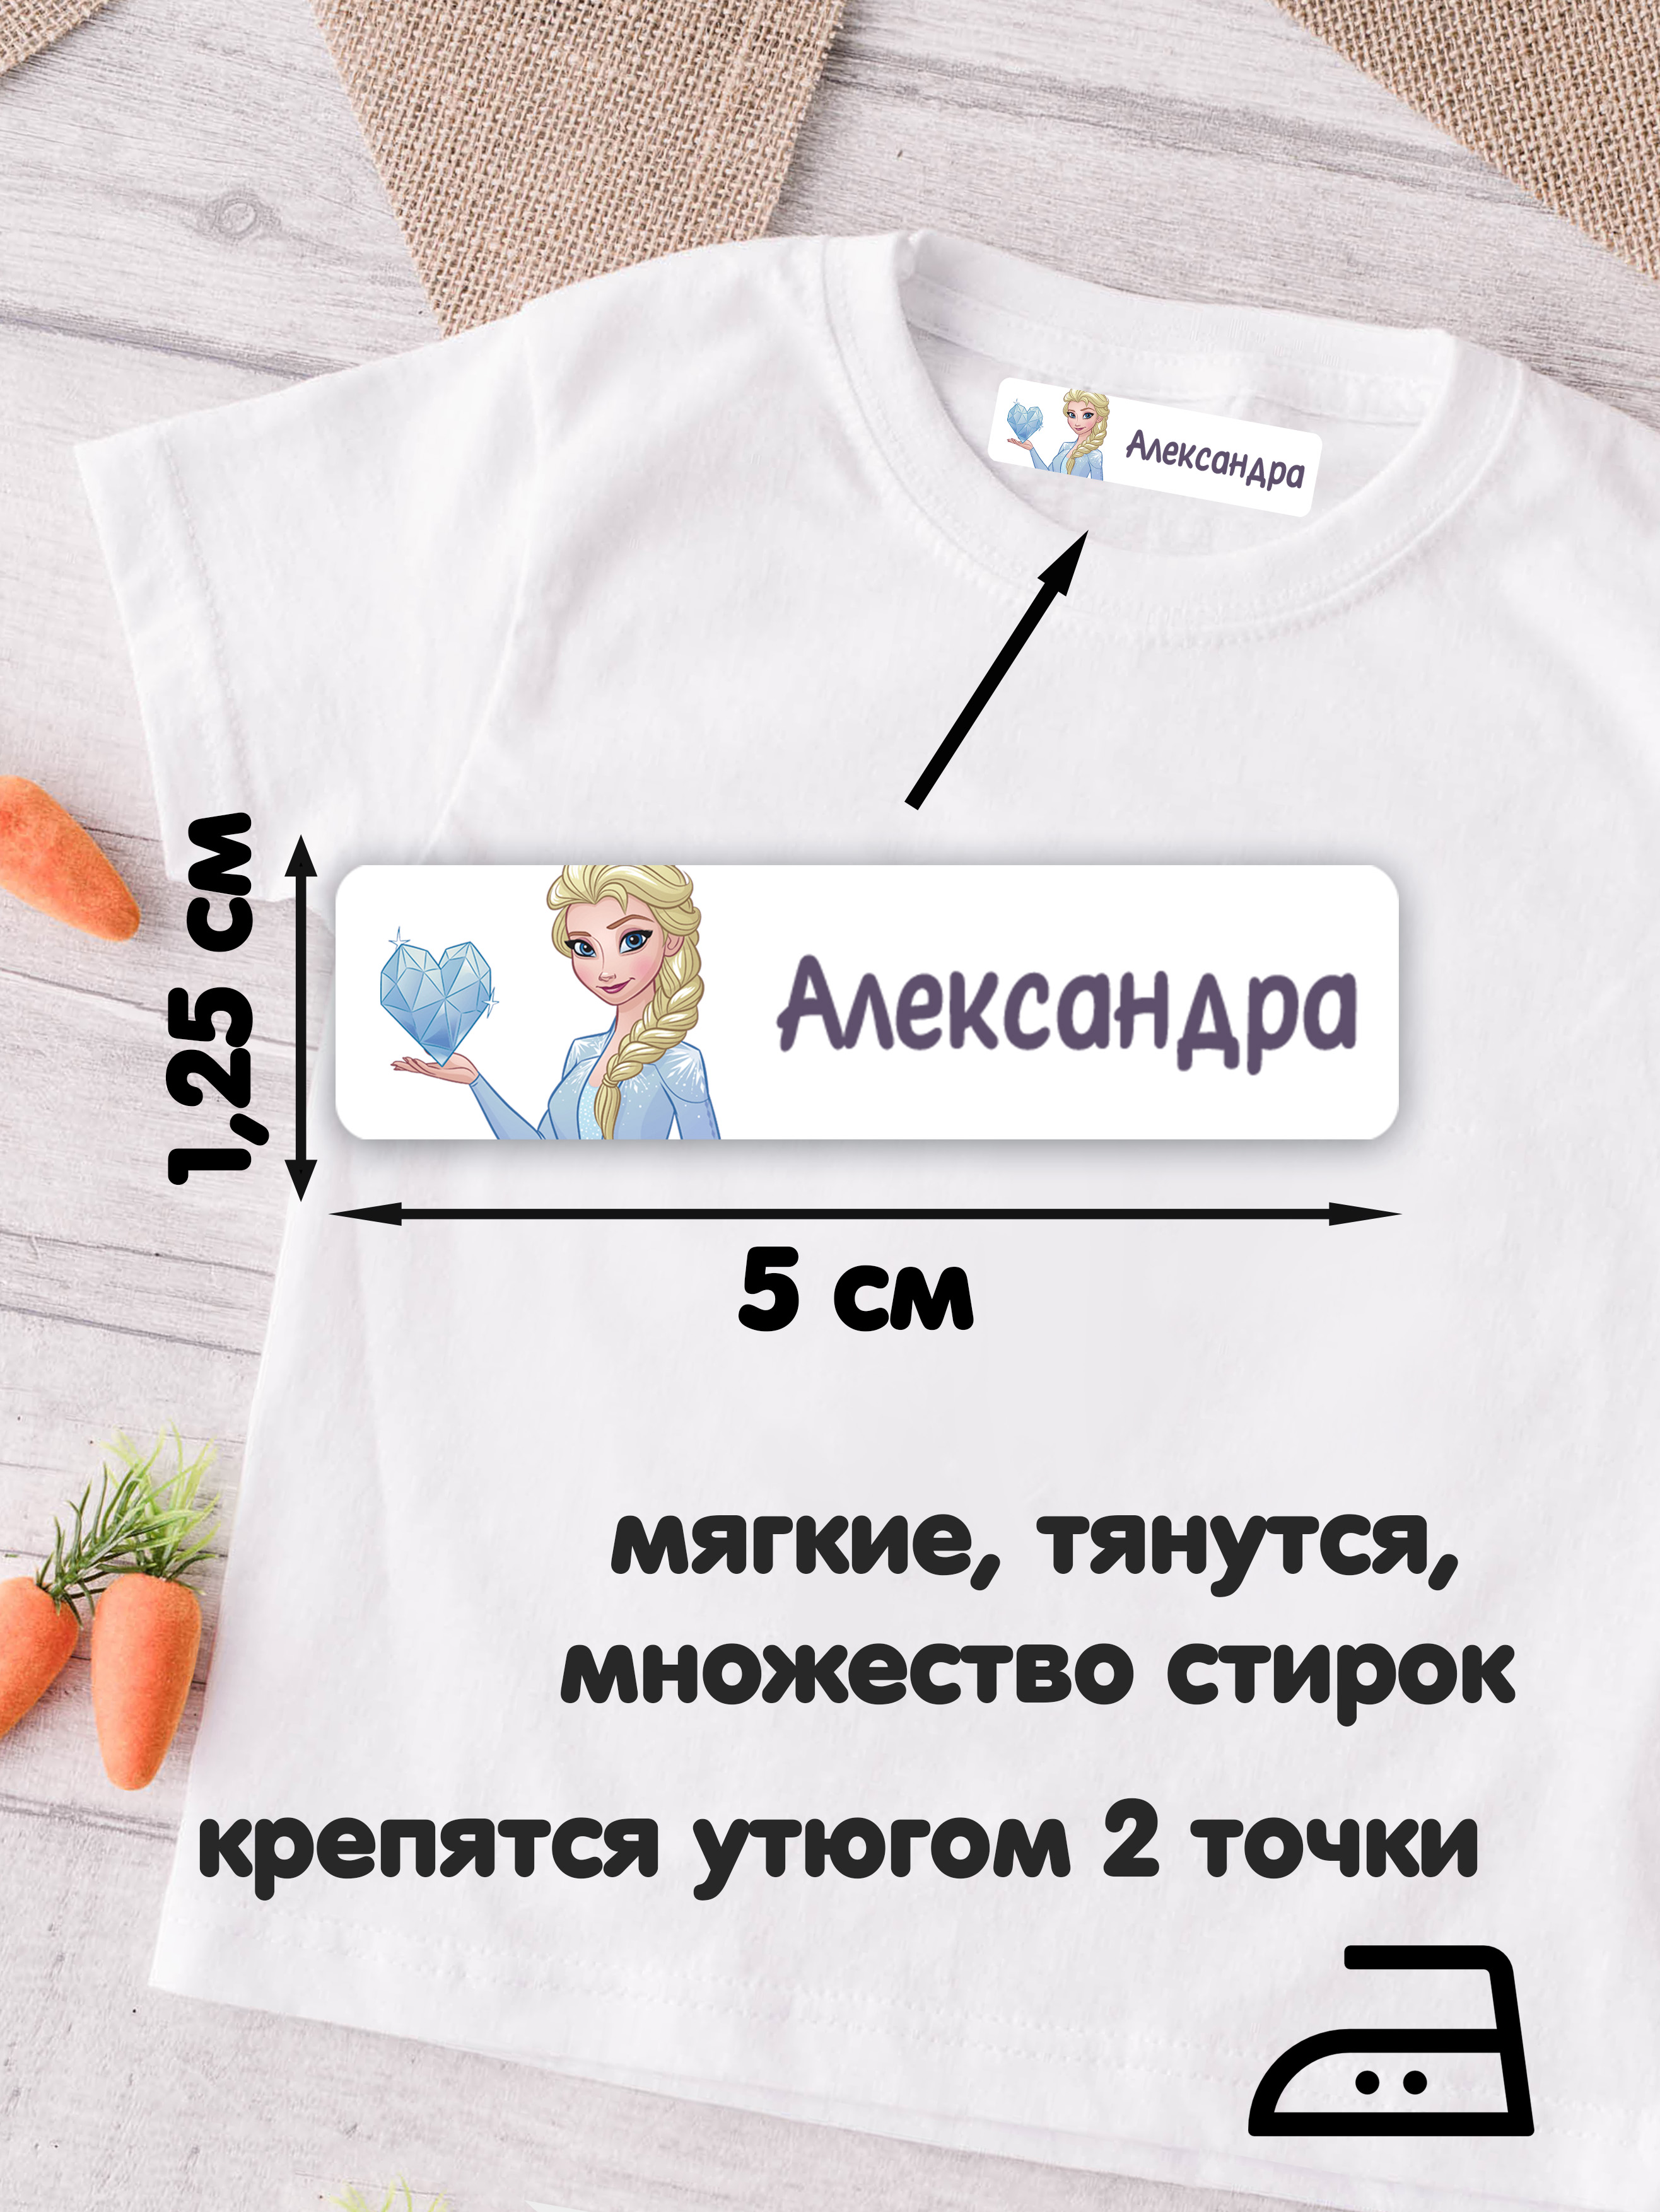 Александра
1,25 см
Александра
5 см
мягкие, тянутся,
множество стирок
крепятся утюгом 2 точки